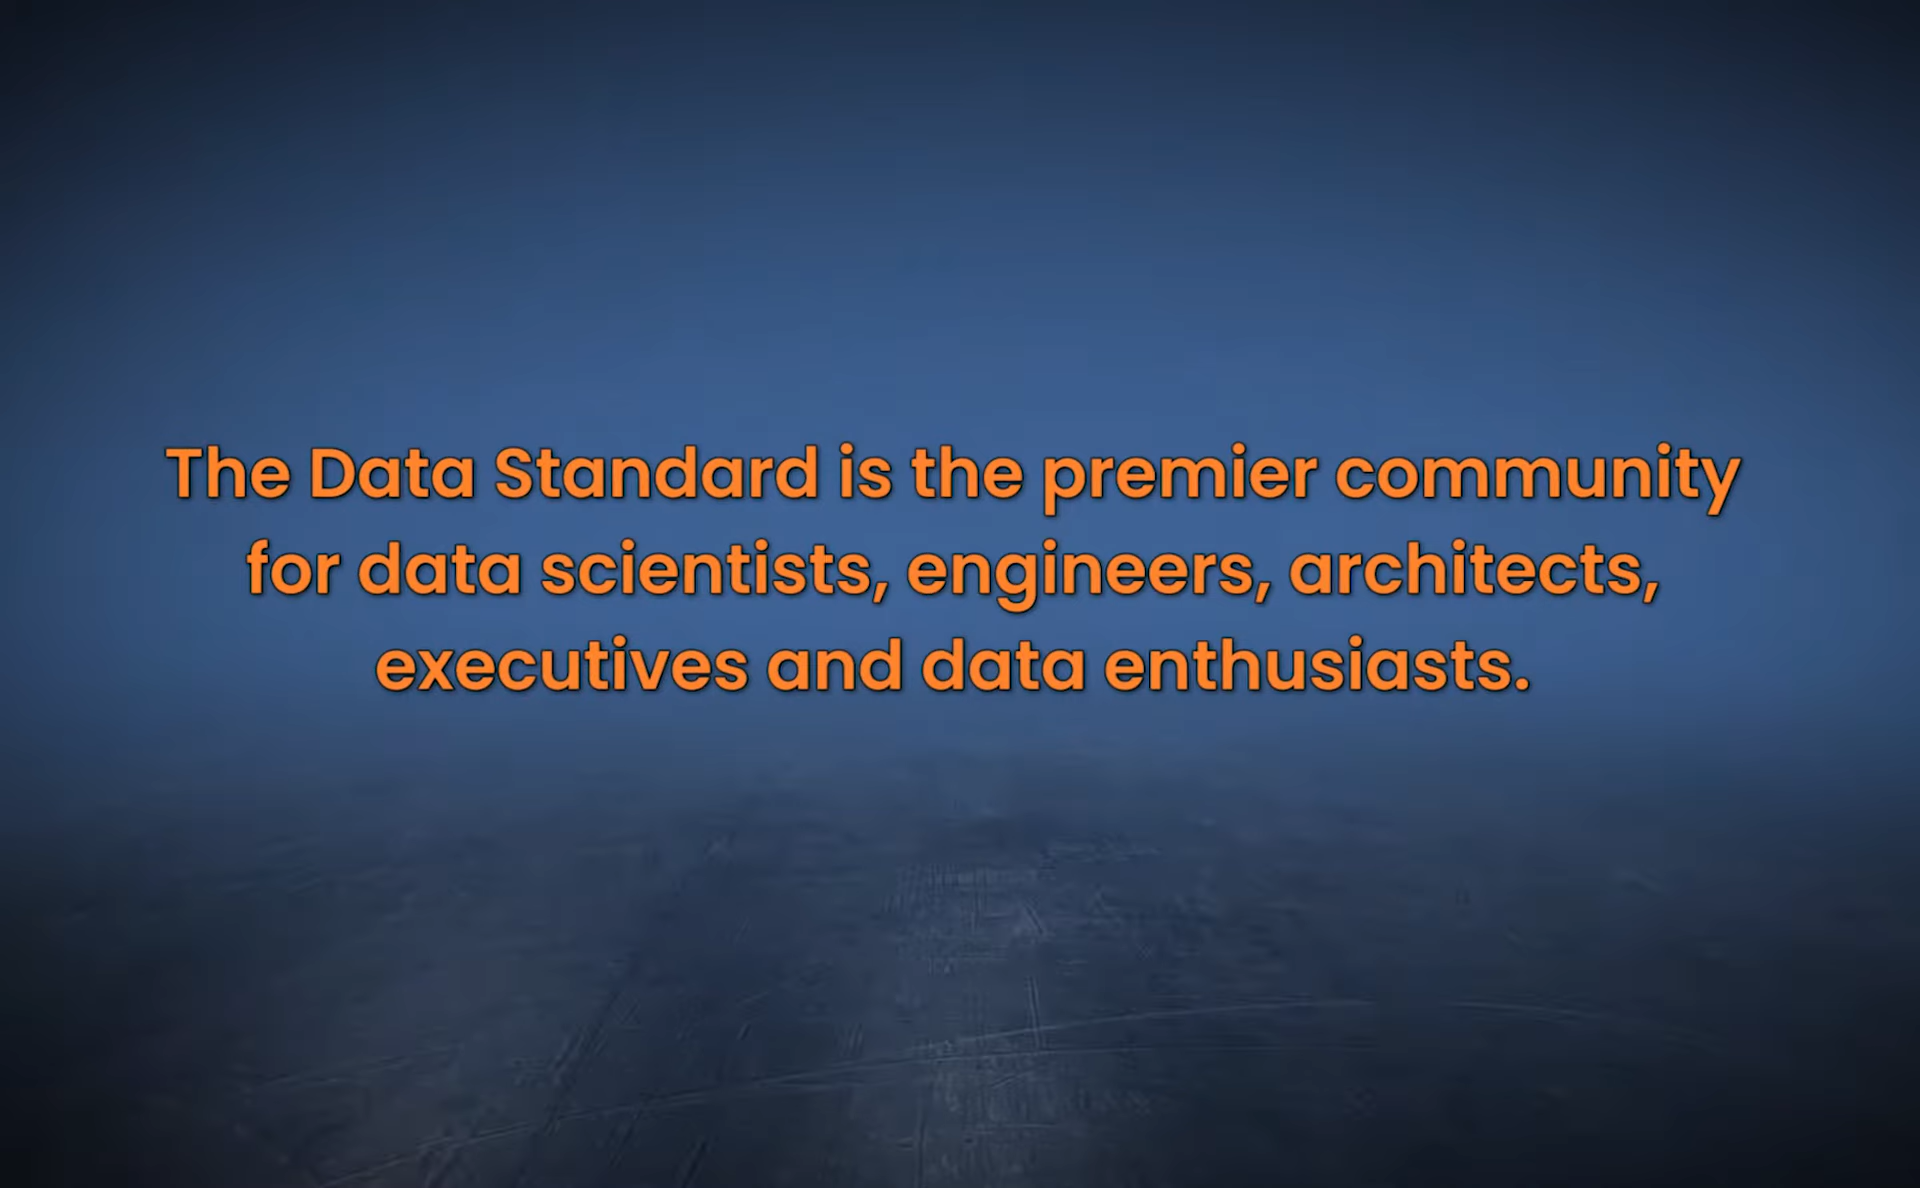 The Data Standard is the premier community
for data scientists, engineers, architects,
executives and data enthusiasts.